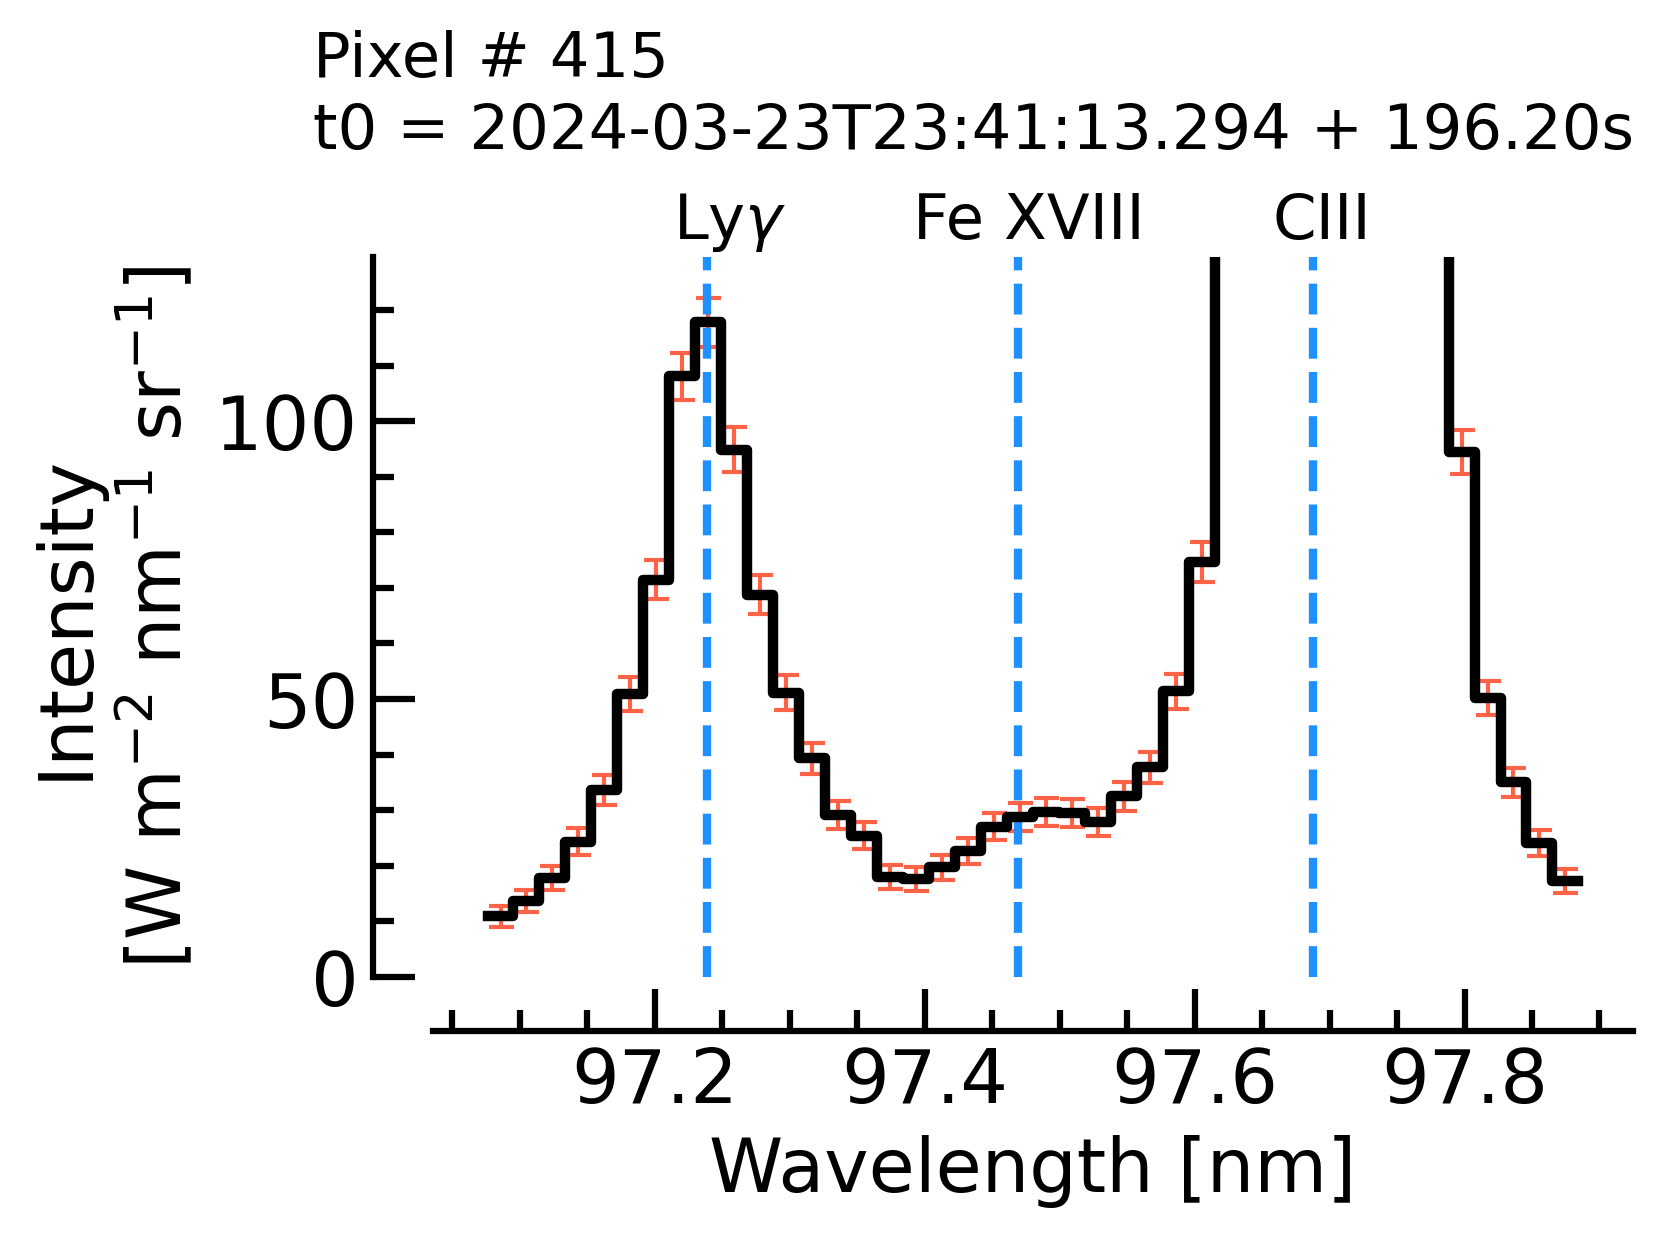 Pixel # 415
t0 = 2024-03-23T23:41:13.294 + 196.20s
Lyγ Fe XVIII CIII
Intensity
[W m⁻² nm⁻¹ sr⁻¹]
100
50
0
97.2 97.4 97.6 97.8
Wavelength [nm]